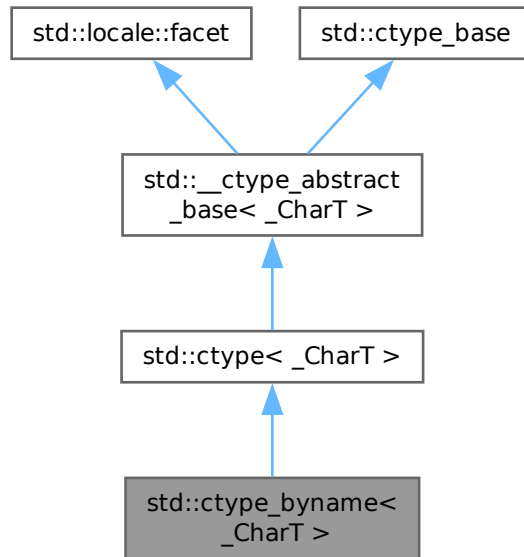 std::locale::facet
std::ctype_base
std::__ctype_abstract
_base< _CharT >
std::ctype< _CharT >
std::ctype_byname<
_CharT >